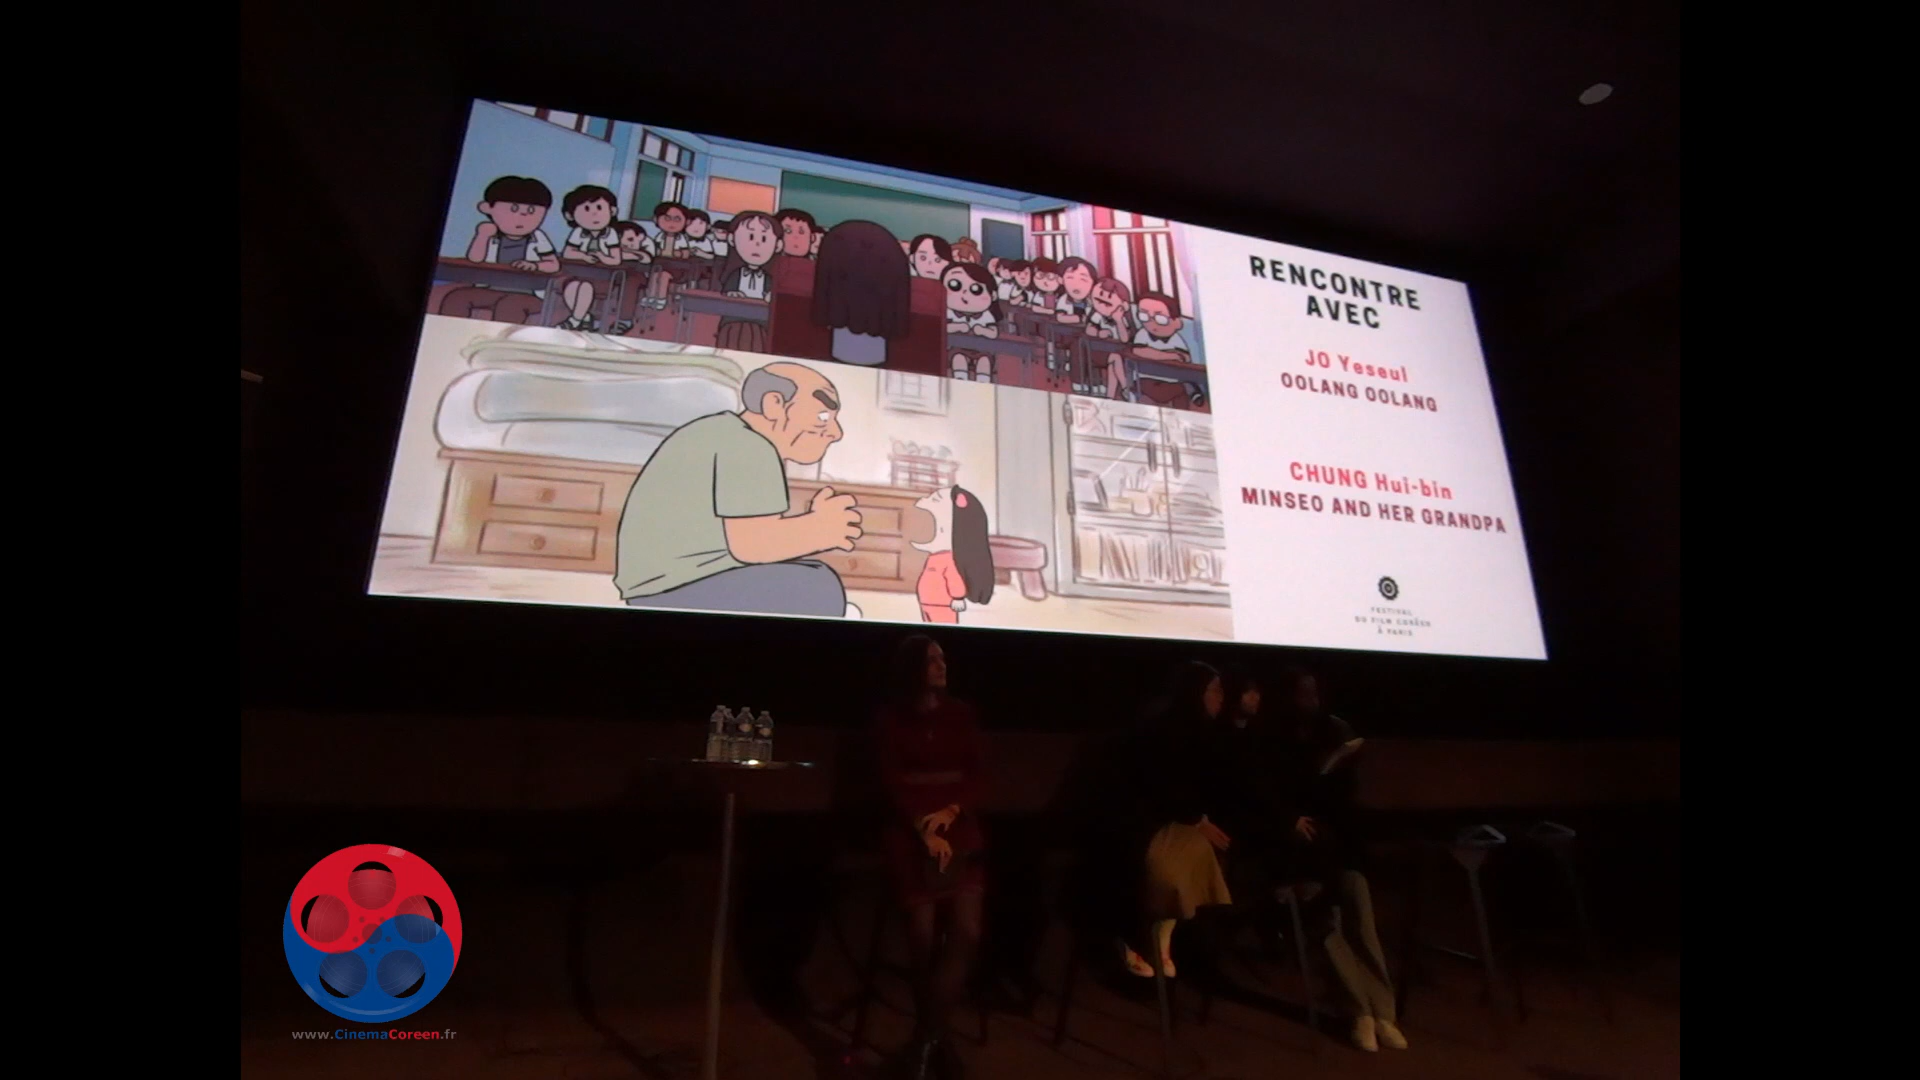 RENCONTRE
AVEC
JO Yeseul
OOLANG OOLANG
CHUNG Hui-bin
MINSEO AND HER GRANDPA
FESTIVAL
DU FILM CORÉEN
À PARIS
www.CinemaCoreen.fr